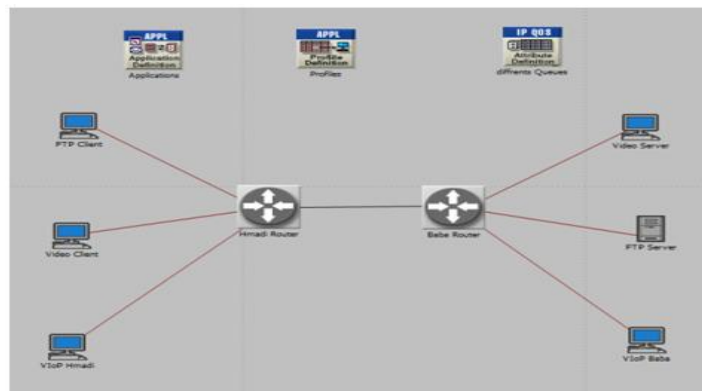 APPL
Application
Definition
Applications
APPL
Profile
Definition
Profiles
IP QOS
Attribute
Definition
diffrents Queues
FTP Client
Video Server
Hmadi Router
Baba Router
Video Client
FTP Server
VIoP Hmadi
VIoP Baba